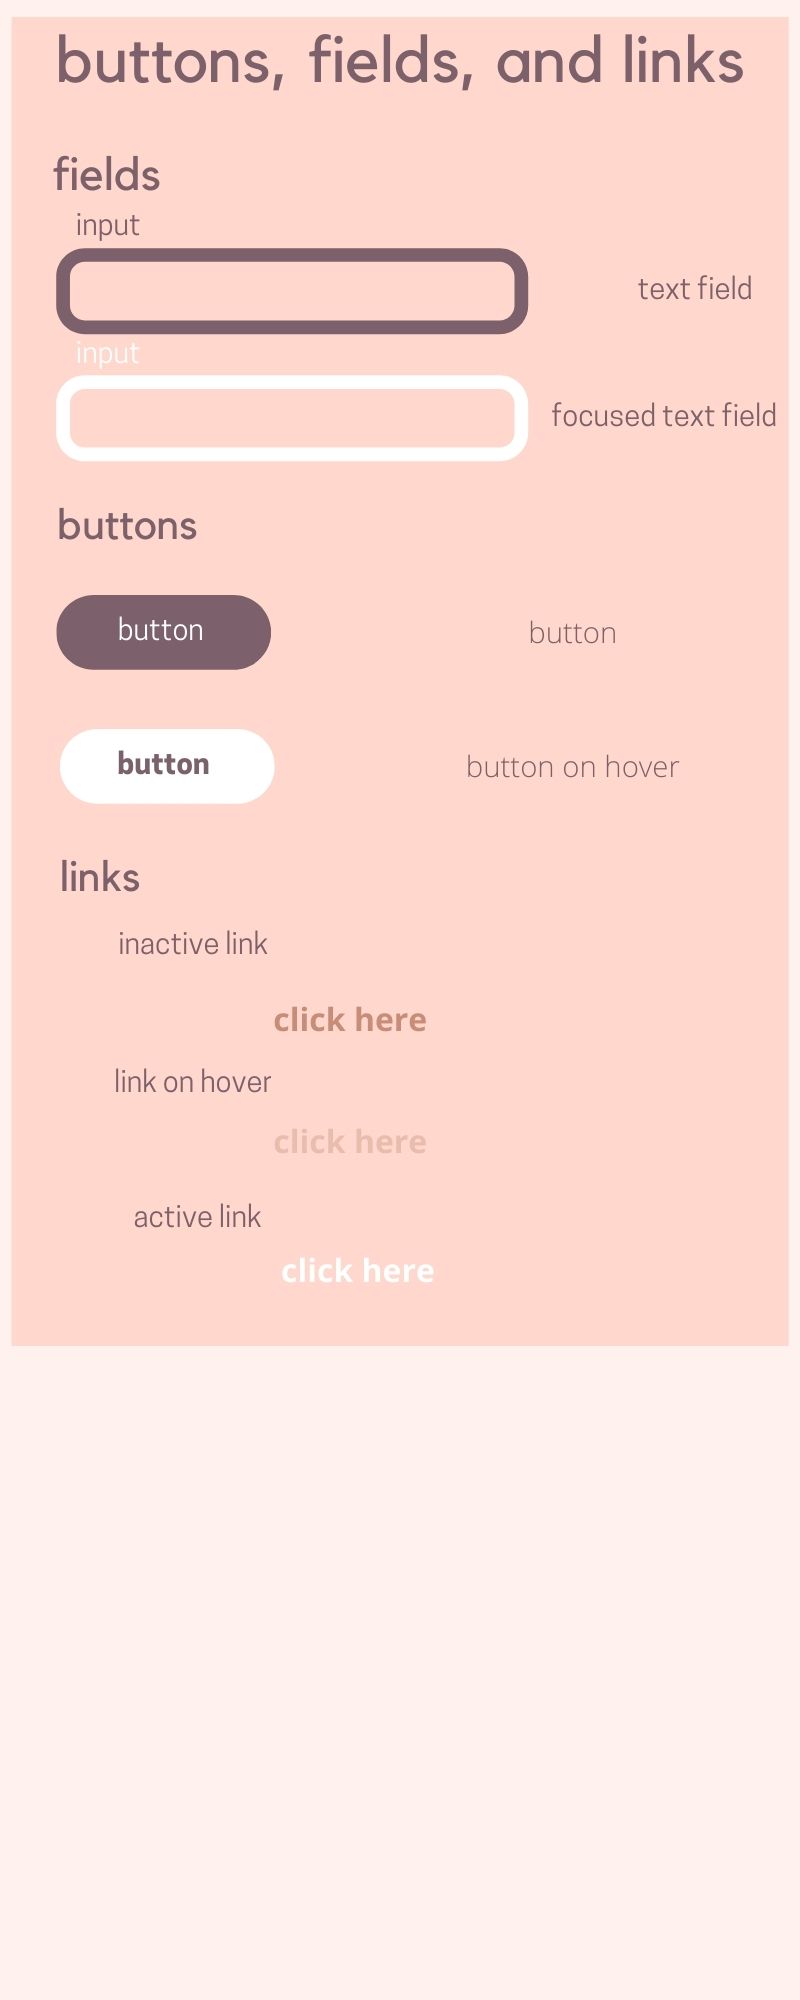 buttons, fields, and links
fields
input
text field
input
focused text field
buttons
button
button
button
button on hover
links
inactive link
click here
link on hover
click here
active link
click here